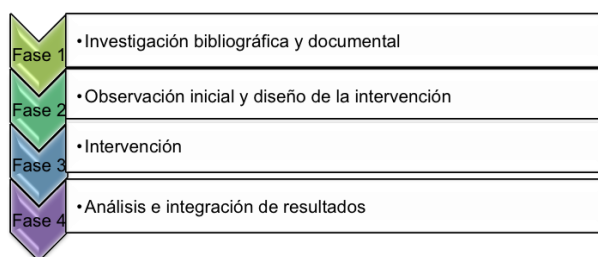 Fase 1
•Investigación bibliográfica y documental
Fase 2
•Observación inicial y diseño de la intervención
Fase 3
•Intervención
Fase 4
•Análisis e integración de resultados